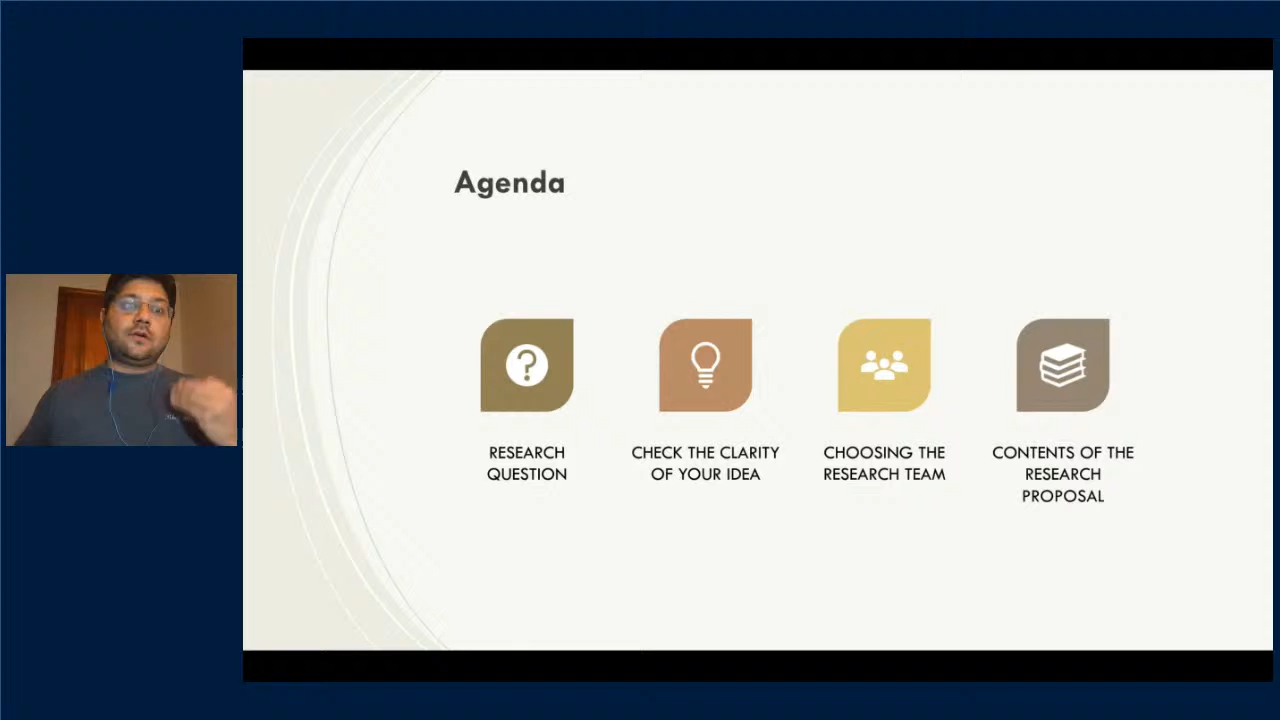 Agenda
RESEARCH
QUESTION
CHECK THE CLARITY
OF YOUR IDEA
CHOOSING THE
RESEARCH TEAM
CONTENTS OF THE
RESEARCH
PROPOSAL